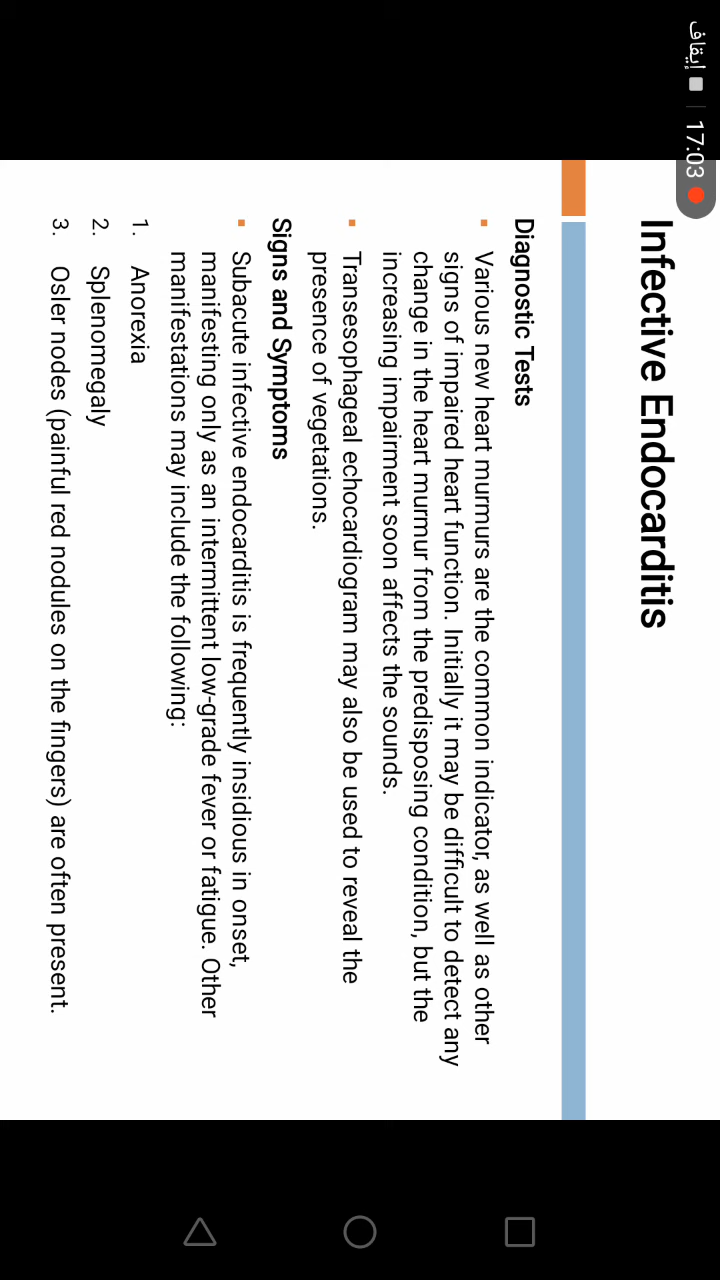 إيقاف
17:03
Infective Endocarditis
Diagnostic Tests
Various new heart murmurs are the common indicator, as well as other
signs of impaired heart function. Initially it may be difficult to detect any
change in the heart murmur from the predisposing condition, but the
increasing impairment soon affects the sounds.
Transesophageal echocardiogram may also be used to reveal the
presence of vegetations.
Signs and Symptoms
Subacute infective endocarditis is frequently insidious in onset,
manifesting only as an intermittent low-grade fever or fatigue. Other
manifestations may include the following:
1. Anorexia
2. Splenomegaly
3. Osler nodes (painful red nodules on the fingers) are often present.